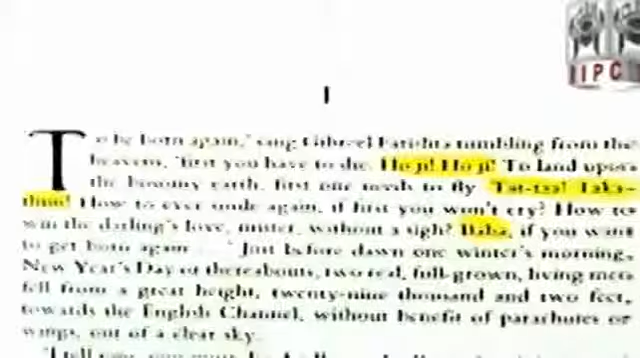 IPC
1
To be born again,' sang Gibreel Farishta tumbling from the
heavens, 'first you have to die. Ho ji! Ho ji! To land upon
the bosomy earth, first one needs to fly. Tat-taa! Taka-
thun! How to ever smile again, if first you won't cry? How to
win the darling's love, mister, without a sigh? Baba, if you want
to get born again . . .' Just before dawn one winter's morning,
New Year's Day or thereabouts, two real, full-grown, living men
fell from a great height, twenty-nine thousand and two feet,
towards the English Channel, without benefit of parachutes or
wings, out of a clear sky.
'I tell you, you must